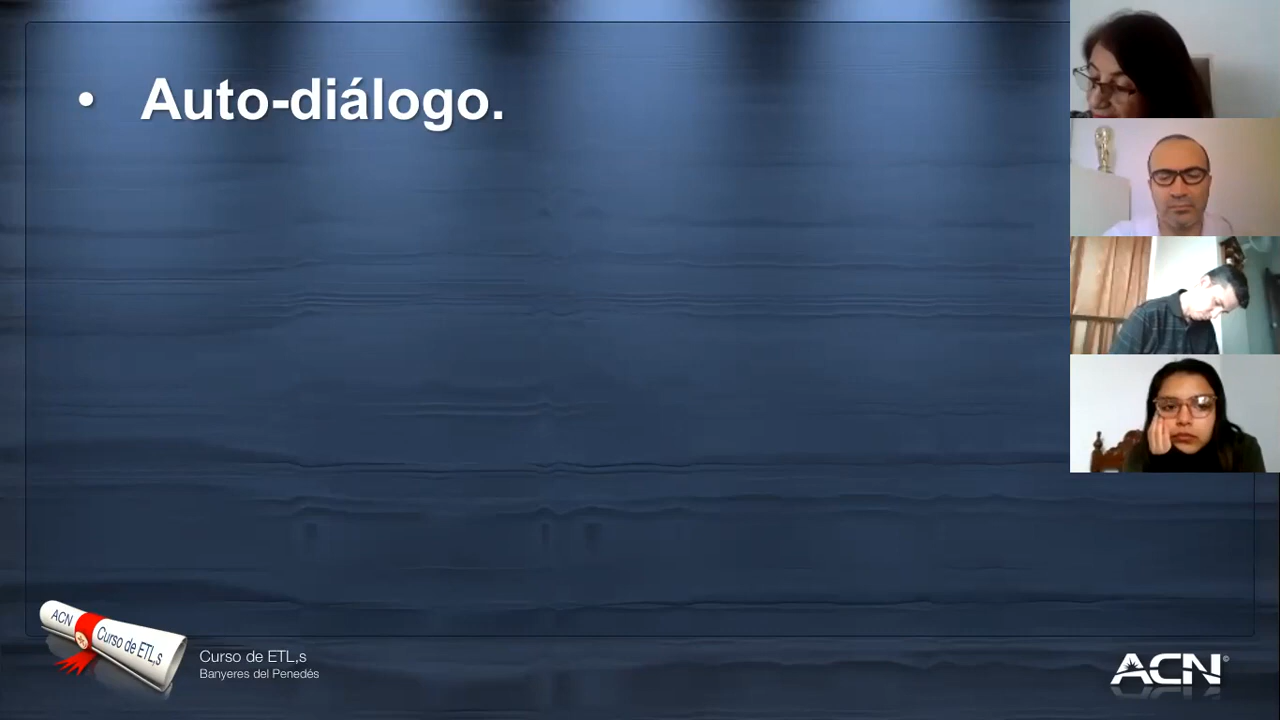 • Auto-diálogo.
ACN
Curso de ETL,s
Curso de ETL,s
Banyeres del Penedés
ACN©